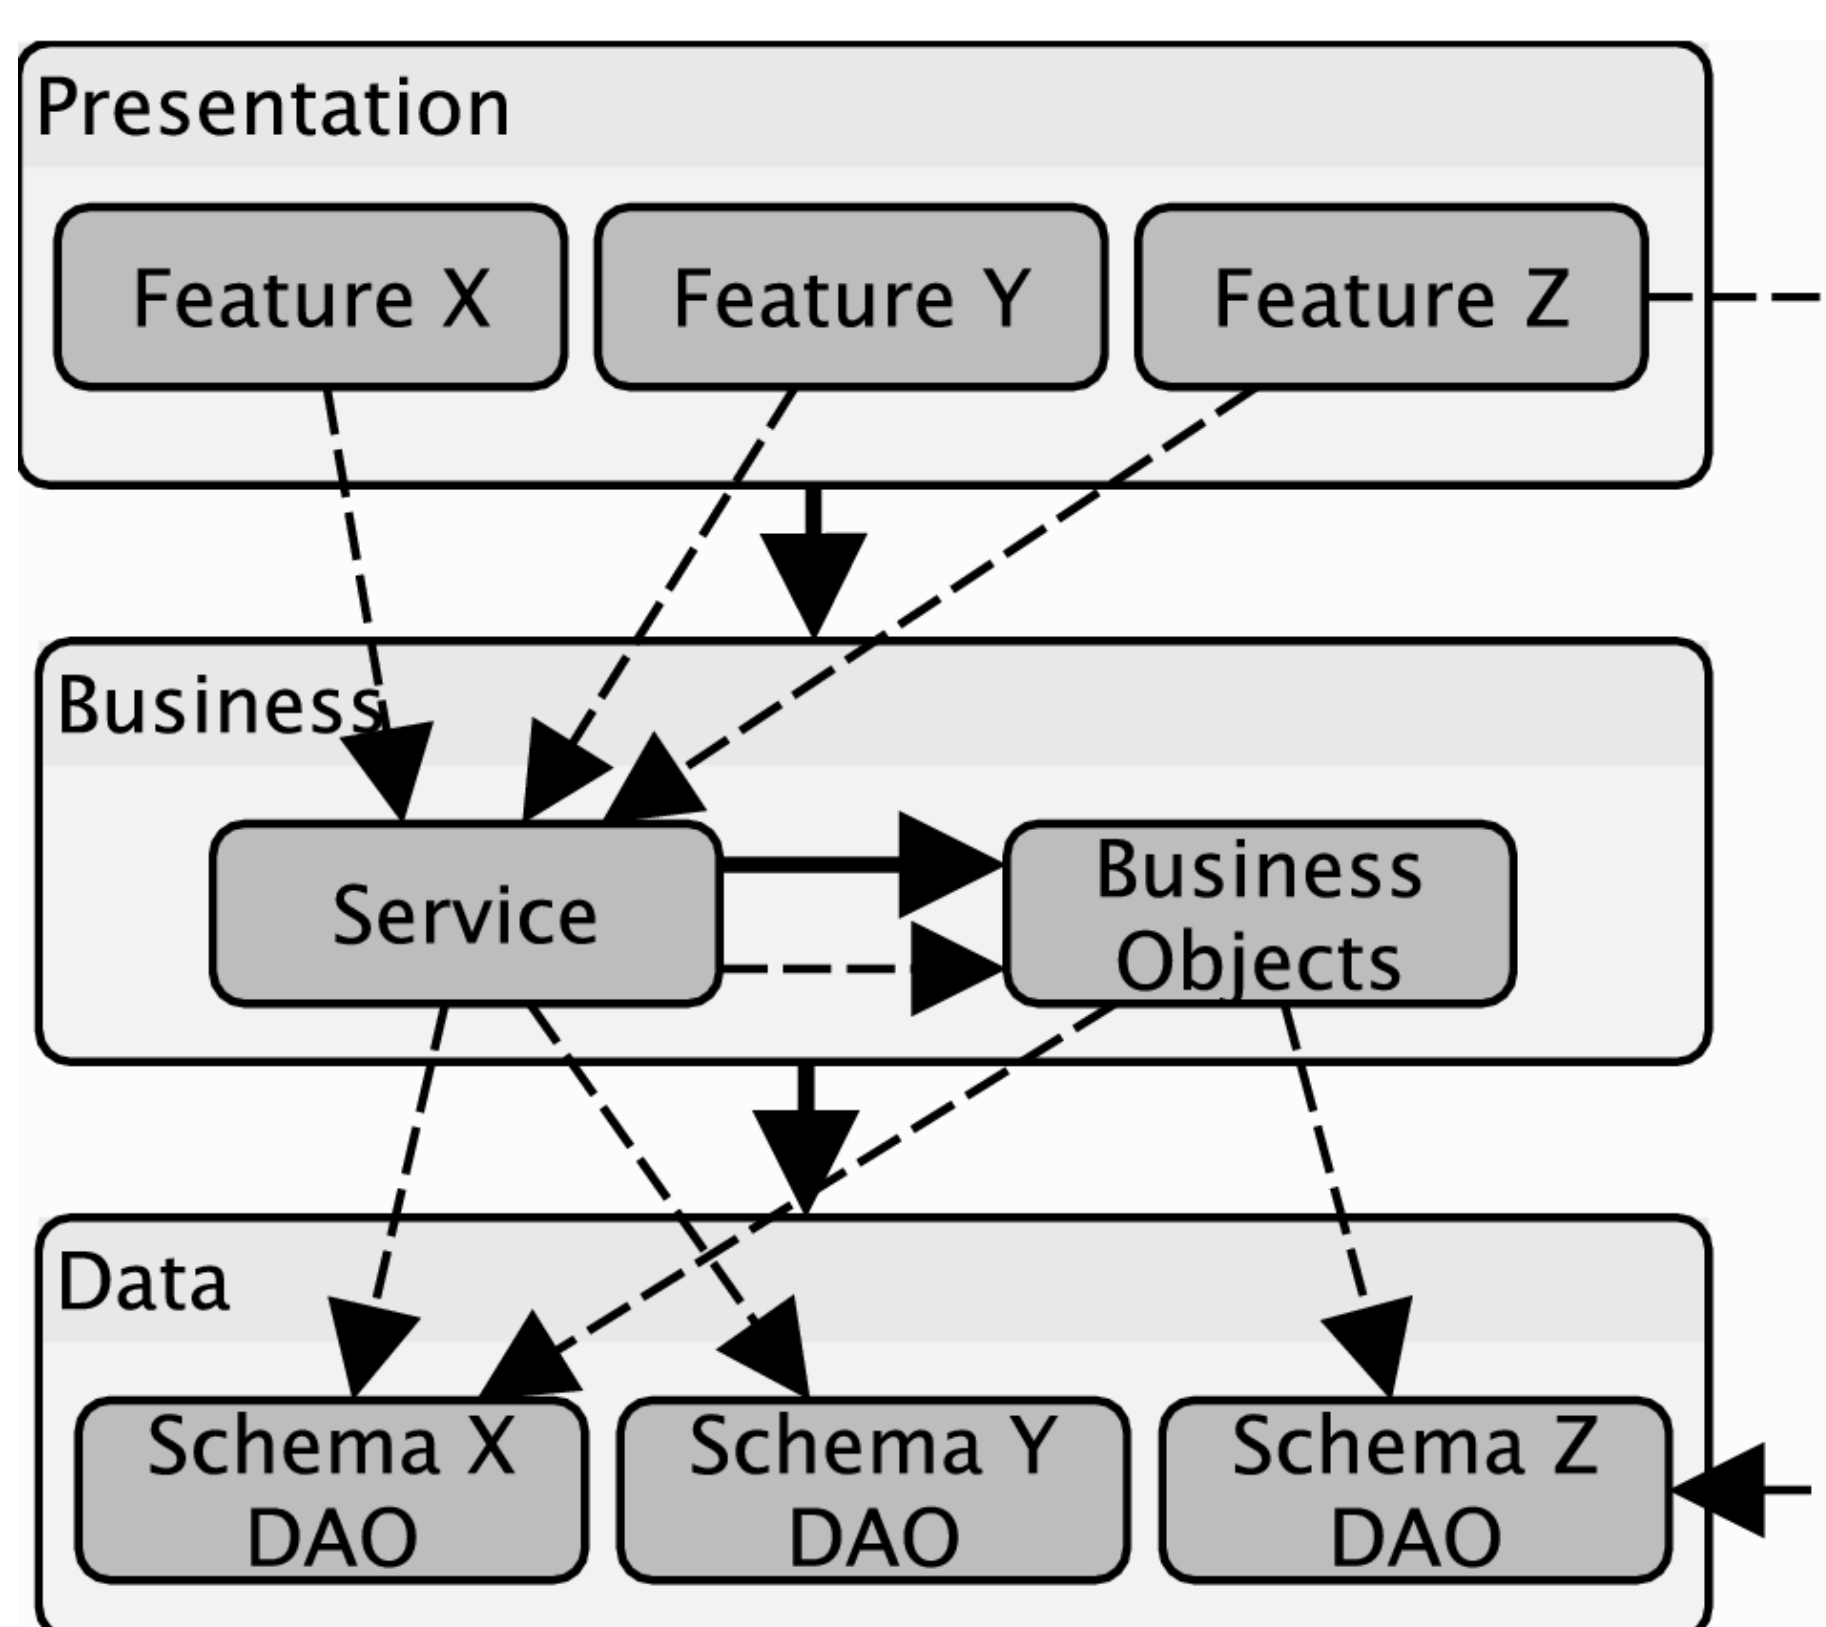 Presentation
Feature X
Feature Y
Feature Z
Business
Service
Business
Objects
Data
Schema X
DAO
Schema Y
DAO
Schema Z
DAO